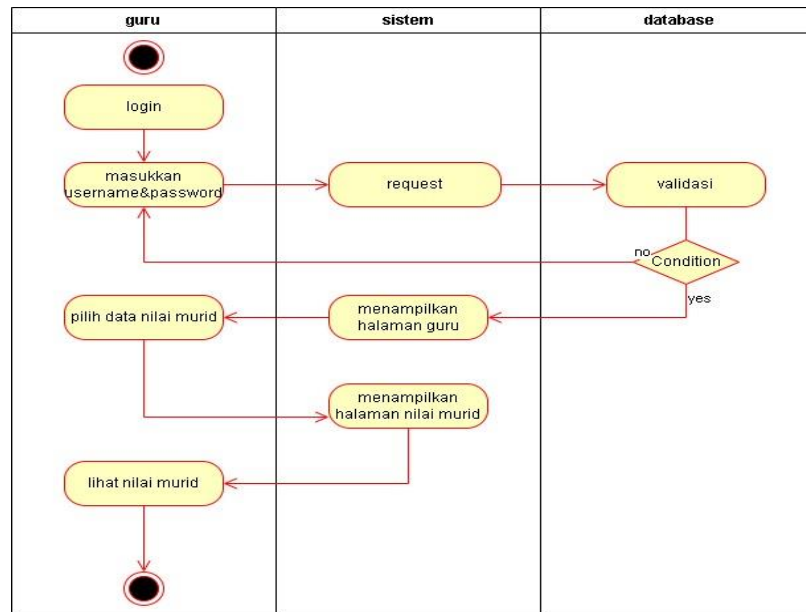 guru
sistem
database
login
masukkan
username&password
request
validasi
no
Condition
yes
pilih data nilai murid
menampilkan
halaman guru
menampilkan
halaman nilai murid
lihat nilai murid